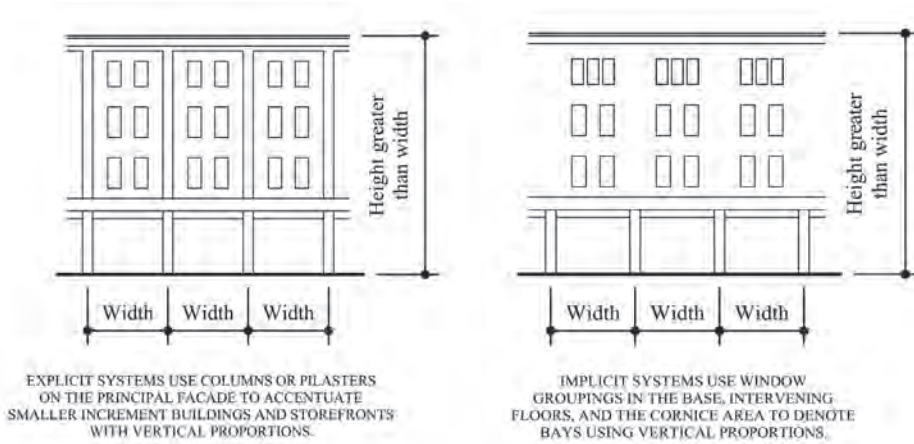 Height greater
than width
Width
Width
Width
EXPLICIT SYSTEMS USE COLUMNS OR PILASTERS
ON THE PRINCIPAL FACADE TO ACCENTUATE
SMALLER INCREMENT BUILDINGS AND STOREFRONTS
WITH VERTICAL PROPORTIONS.
Height greater
than width
Width
Width
Width
IMPLICIT SYSTEMS USE WINDOW
GROUPINGS IN THE BASE, INTERVENING
FLOORS, AND THE CORNICE AREA TO DENOTE
BAYS USING VERTICAL PROPORTIONS.